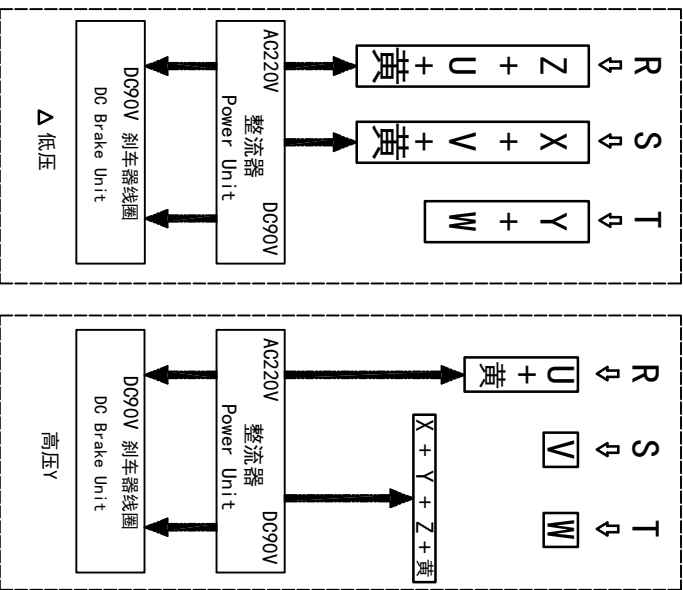 R S T
Z + U + 黄
X + V + 黄
Y + W
AC220V DC90V
整流器
Power Unit
DC90V 刹车器线圈
DC Brake Unit
Δ 低压
R S T
U + 黄
V
W
X + Y + Z + 黄
AC220V DC90V
整流器
Power Unit
DC90V 刹车器线圈
DC Brake Unit
高压Y